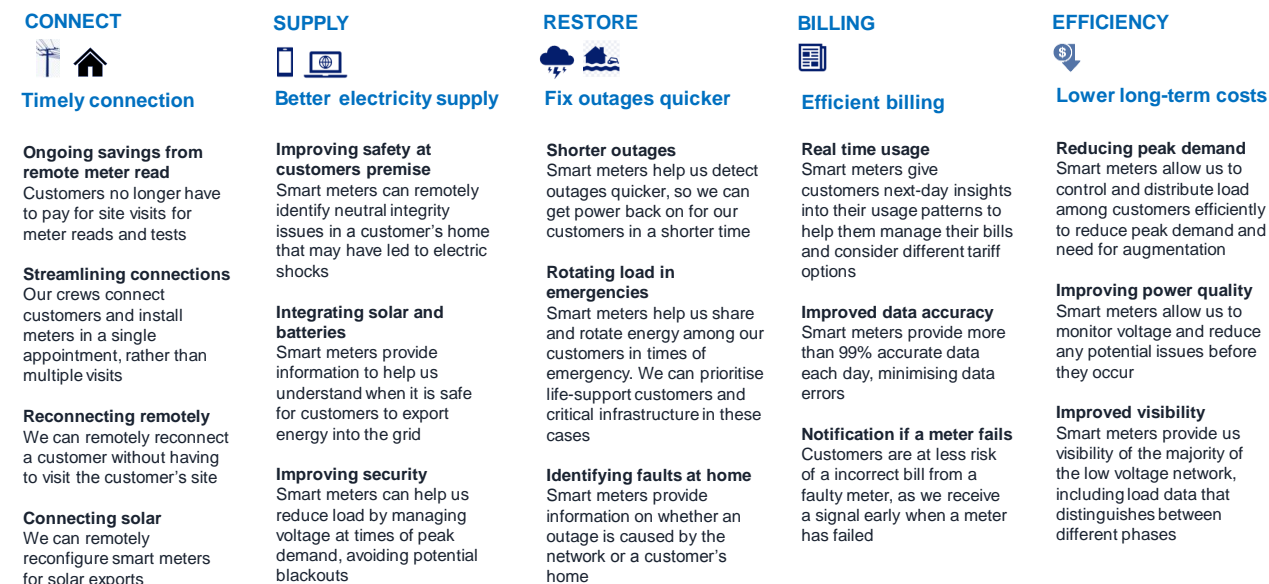 CONNECT
Timely connection
Ongoing savings from
remote meter read
Customers no longer have
to pay for site visits for
meter reads and tests
Streamlining connections
Our crews connect
customers and install
meters in a single
appointment, rather than
multiple visits
Reconnecting remotely
We can remotely reconnect
a customer without having
to visit the customer's site
Connecting solar
We can remotely
reconfigure smart meters
for solar exports
SUPPLY
Better electricity supply
Improving safety at
customers premise
Smart meters can remotely
identify neutral integrity
issues in a customer's home
that may have led to electric
shocks
Integrating solar and
batteries
Smart meters provide
information to help us
understand when it is safe
for customers to export
energy into the grid
Improving security
Smart meters can help us
reduce load by managing
voltage at times of peak
demand, avoiding potential
blackouts
RESTORE
Fix outages quicker
Shorter outages
Smart meters help us detect
outages quicker, so we can
get power back on for our
customers in a shorter time
Rotating load in
emergencies
Smart meters help us share
and rotate energy among our
customers in times of
emergency. We can prioritise
life-support customers and
critical infrastructure in these
cases
Identifying faults at home
Smart meters provide
information on whether an
outage is caused by the
network or a customer's
home
BILLING
Efficient billing
Real time usage
Smart meters give
customers next-day insights
into their usage patterns to
help them manage their bills
and consider different tariff
options
Improved data accuracy
Smart meters provide more
than 99% accurate data
each day, minimising data
errors
Notification if a meter fails
Customers are at less risk
of a incorrect bill from a
faulty meter, as we receive
a signal early when a meter
has failed
EFFICIENCY
$
Lower long-term costs
Reducing peak demand
Smart meters allow us to
control and distribute load
among customers efficiently
to reduce peak demand and
need for augmentation
Improving power quality
Smart meters allow us to
monitor voltage and reduce
any potential issues before
they occur
Improved visibility
Smart meters provide us
visibility of the majority of
the low voltage network,
including load data that
distinguishes between
different phases